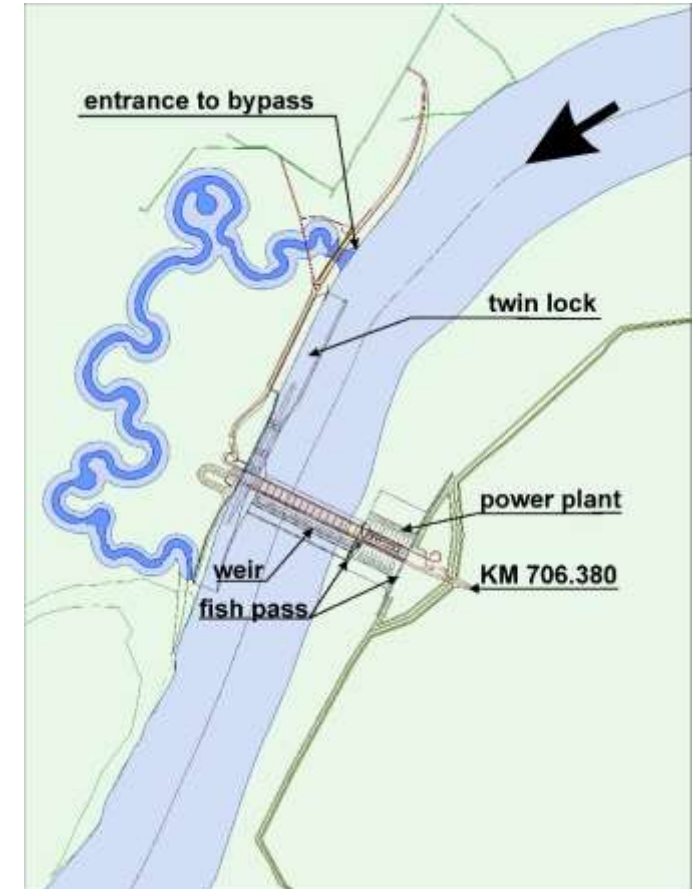 entrance to bypass
twin lock
power plant
weir
KM 706.380
fish pass